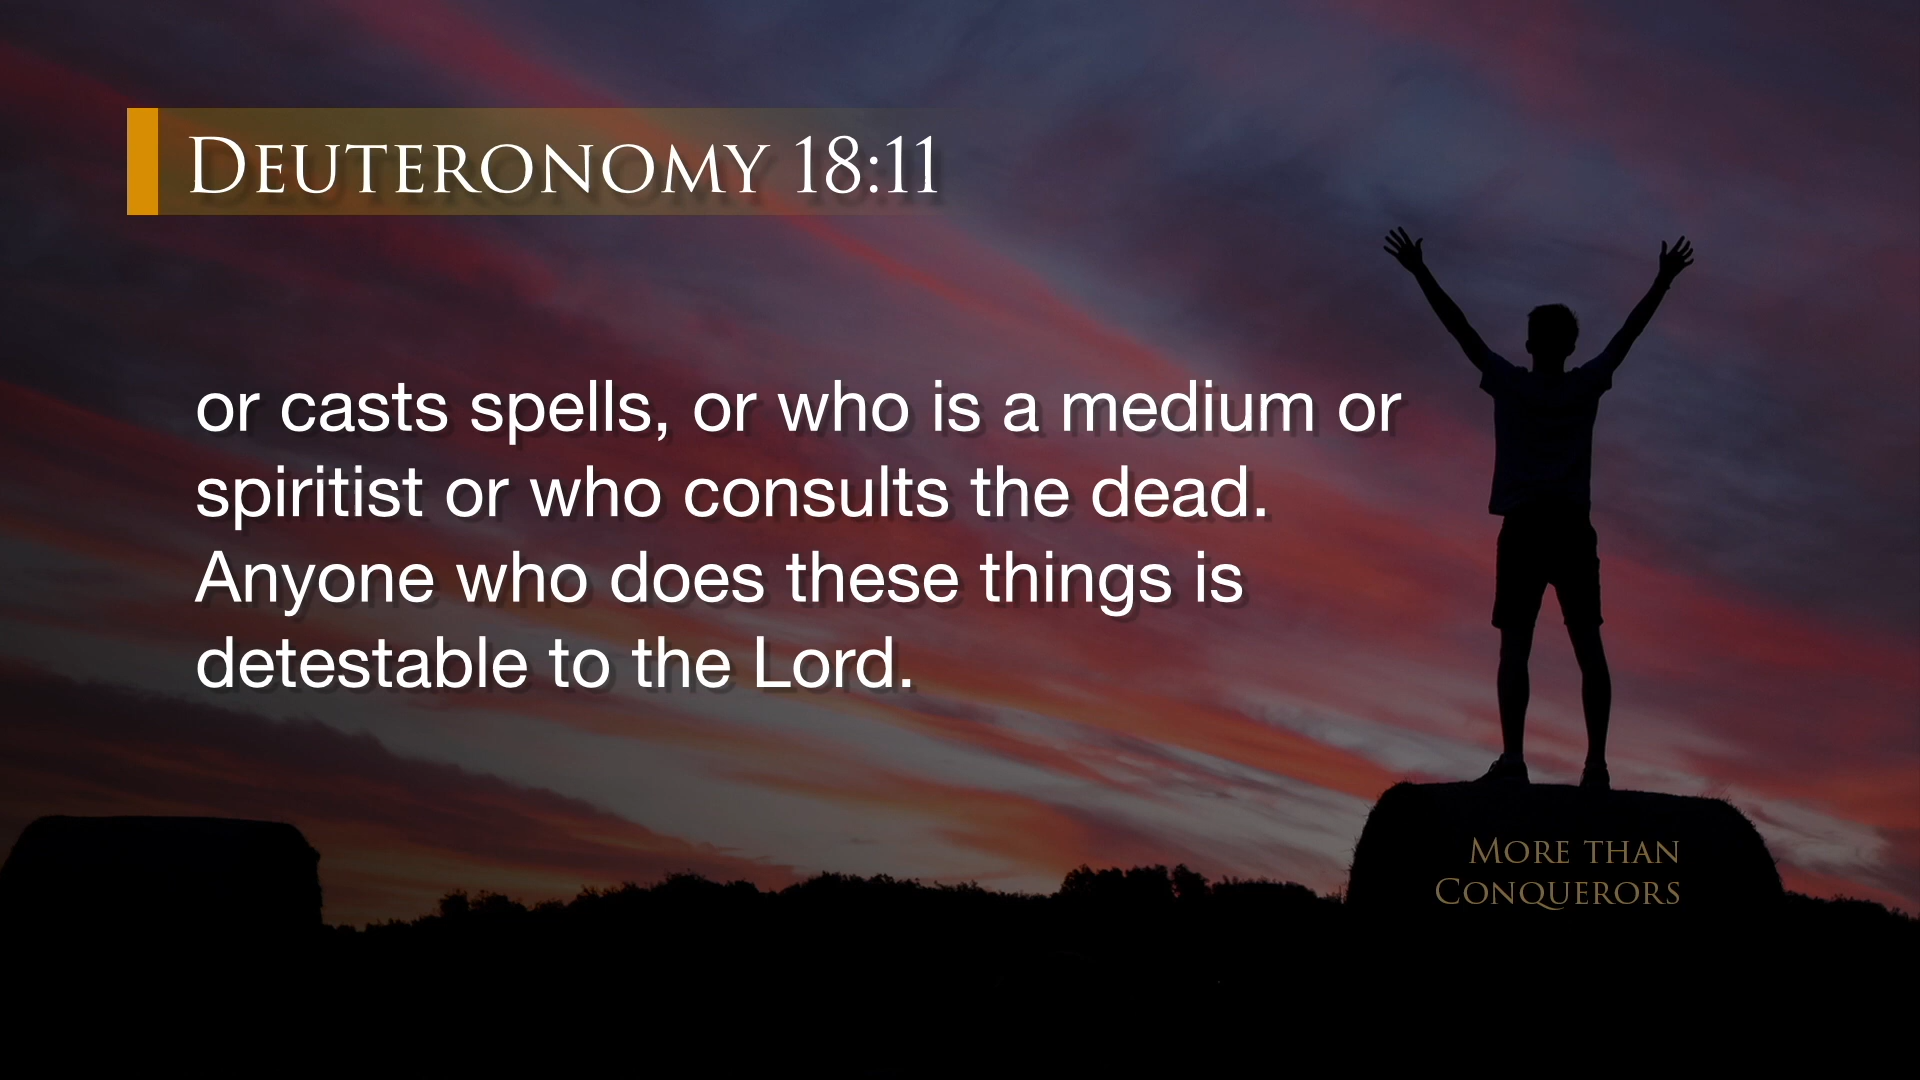 Deuteronomy 18:11
or casts spells, or who is a medium or
spiritist or who consults the dead.
Anyone who does these things is
detestable to the Lord.
More than
Conquerors